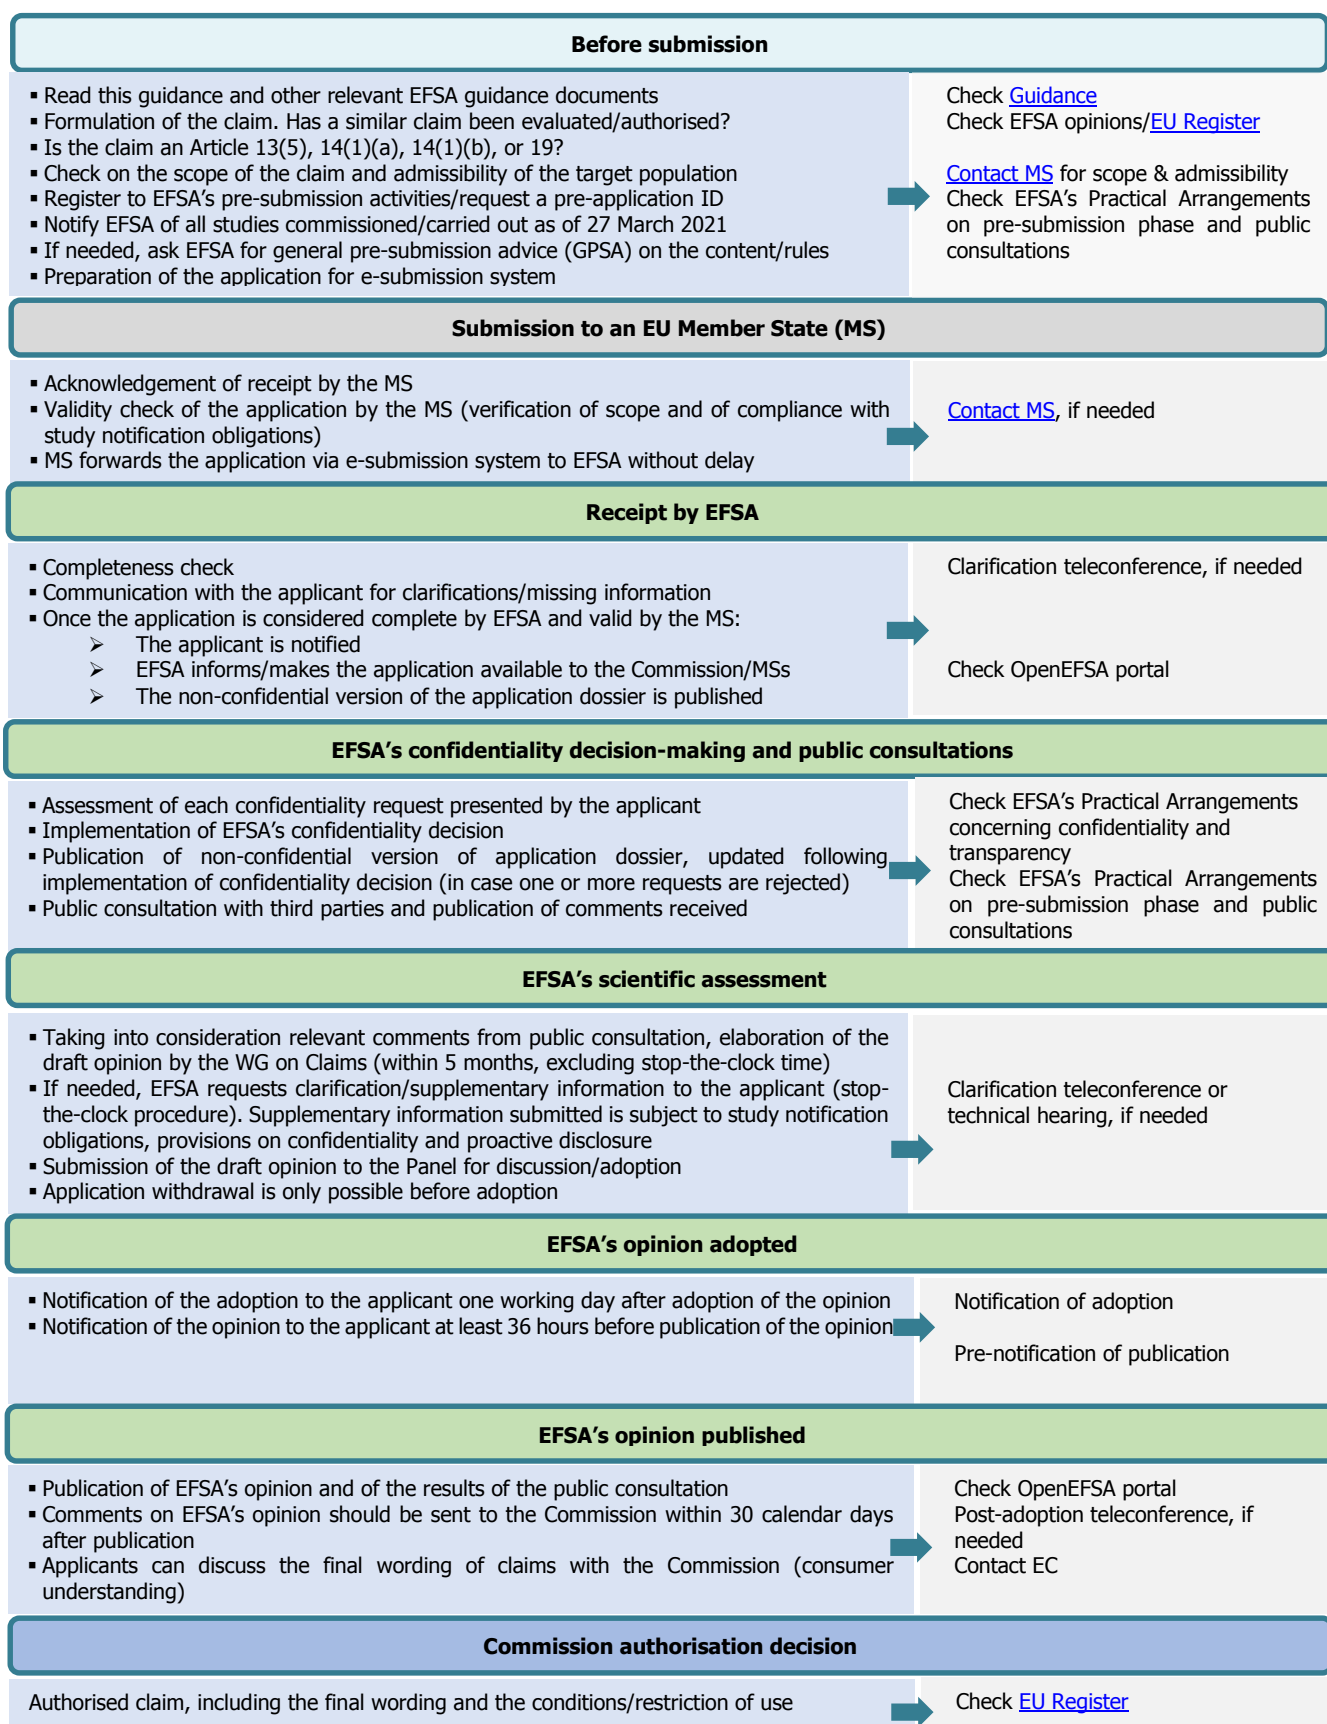 Before submission
▪ Read this guidance and other relevant EFSA guidance documents
▪ Formulation of the claim. Has a similar claim been evaluated/authorised?
▪ Is the claim an Article 13(5), 14(1)(a), 14(1)(b), or 19?
▪ Check on the scope of the claim and admissibility of the target population
▪ Register to EFSA’s pre-submission activities/request a pre-application ID
▪ Notify EFSA of all studies commissioned/carried out as of 27 March 2021
▪ If needed, ask EFSA for general pre-submission advice (GPSA) on the content/rules
▪ Preparation of the application for e-submission system
Check Guidance
Check EFSA opinions/EU Register
Contact MS for scope & admissibility
Check EFSA’s Practical Arrangements
on pre-submission phase and public
consultations
Submission to an EU Member State (MS)
▪ Acknowledgement of receipt by the MS
▪ Validity check of the application by the MS (verification of scope and of compliance with
study notification obligations)
▪ MS forwards the application via e-submission system to EFSA without delay
Contact MS, if needed
Receipt by EFSA
▪ Completeness check
▪ Communication with the applicant for clarifications/missing information
▪ Once the application is considered complete by EFSA and valid by the MS:
➢ The applicant is notified
➢ EFSA informs/makes the application available to the Commission/MSs
➢ The non-confidential version of the application dossier is published
Clarification teleconference, if needed
Check OpenEFSA portal
EFSA’s confidentiality decision-making and public consultations
▪ Assessment of each confidentiality request presented by the applicant
▪ Implementation of EFSA’s confidentiality decision
▪ Publication of non-confidential version of application dossier, updated following
implementation of confidentiality decision (in case one or more requests are rejected)
▪ Public consultation with third parties and publication of comments received
Check EFSA’s Practical Arrangements
concerning confidentiality and
transparency
Check EFSA’s Practical Arrangements
on pre-submission phase and public
consultations
EFSA’s scientific assessment
▪ Taking into consideration relevant comments from public consultation, elaboration of the
draft opinion by the WG on Claims (within 5 months, excluding stop-the-clock time)
▪ If needed, EFSA requests clarification/supplementary information to the applicant (stop-
the-clock procedure). Supplementary information submitted is subject to study notification
obligations, provisions on confidentiality and proactive disclosure
▪ Submission of the draft opinion to the Panel for discussion/adoption
▪ Application withdrawal is only possible before adoption
Clarification teleconference or
technical hearing, if needed
EFSA’s opinion adopted
▪ Notification of the adoption to the applicant one working day after adoption of the opinion
▪ Notification of the opinion to the applicant at least 36 hours before publication of the opinion
Notification of adoption
Pre-notification of publication
EFSA’s opinion published
▪ Publication of EFSA’s opinion and of the results of the public consultation
▪ Comments on EFSA’s opinion should be sent to the Commission within 30 calendar days
after publication
▪ Applicants can discuss the final wording of claims with the Commission (consumer
understanding)
Check OpenEFSA portal
Post-adoption teleconference, if
needed
Contact EC
Commission authorisation decision
Authorised claim, including the final wording and the conditions/restriction of use
Check EU Register